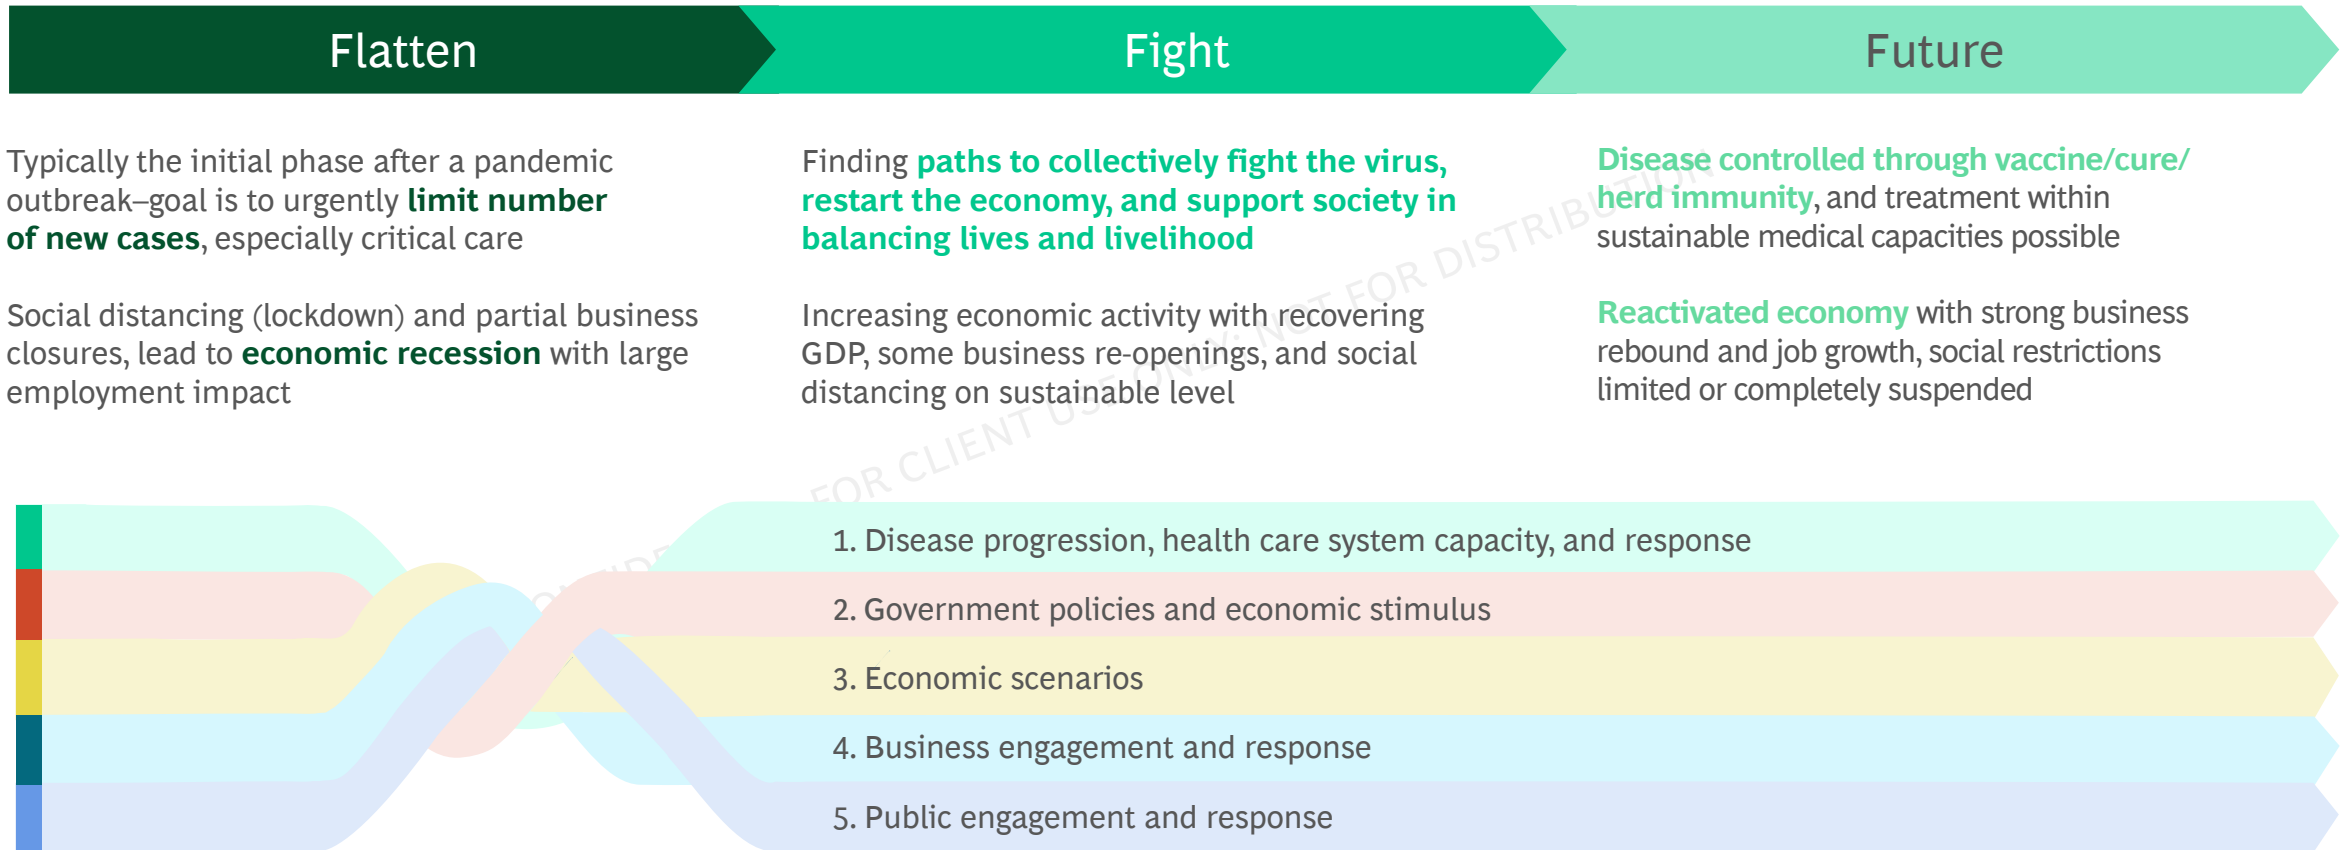 Flatten
Fight
Future
Typically the initial phase after a pandemic
outbreak–goal is to urgently limit number
of new cases, especially critical care
Social distancing (lockdown) and partial business
closures, lead to economic recession with large
employment impact
Finding paths to collectively fight the virus,
restart the economy, and support society in
balancing lives and livelihood
Increasing economic activity with recovering
GDP, some business re-openings, and social
distancing on sustainable level
Disease controlled through vaccine/cure/
herd immunity, and treatment within
sustainable medical capacities possible
Reactivated economy with strong business
rebound and job growth, social restrictions
limited or completely suspended
FOR CLIENT USE ONLY: NOT FOR DISTRIBUTION
1. Disease progression, health care system capacity, and response
2. Government policies and economic stimulus
3. Economic scenarios
4. Business engagement and response
5. Public engagement and response